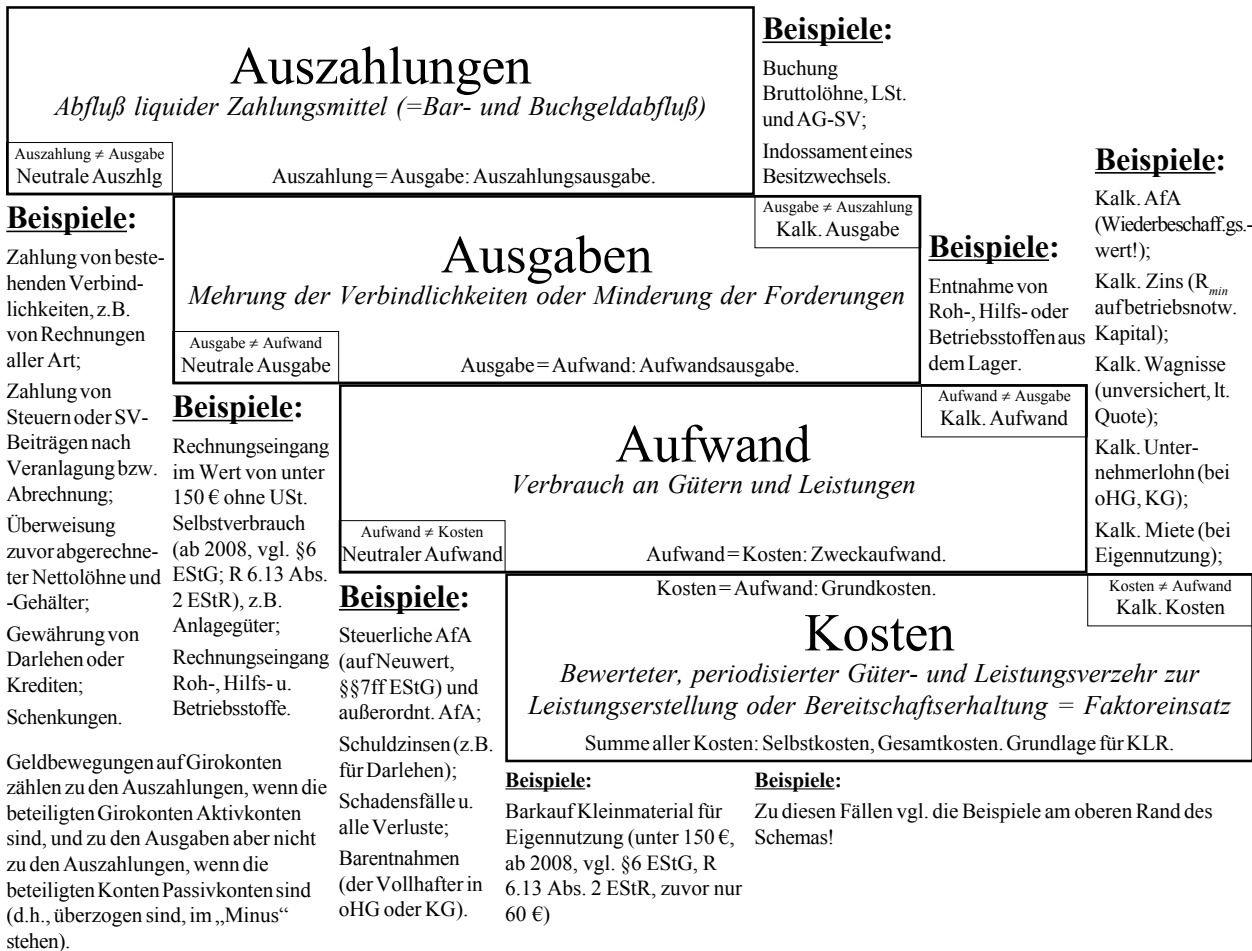 Auszahlungen
Abfluß liquider Zahlungsmittel (=Bar- und Buchgeldabfluß)
Auszahlung ≠ Ausgabe
Neutrale Auszhlg
Auszahlung = Ausgabe: Auszahlungsausgabe.
Beispiele:
Buchung
Bruttolöhne, LSt.
und AG-SV;
Indossament eines
Besitzwechsels.
Ausgabe ≠ Auszahlung
Kalk. Ausgabe
Ausgaben
Mehrung der Verbindlichkeiten oder Minderung der Forderungen
Ausgabe ≠ Aufwand
Neutrale Ausgabe
Ausgabe = Aufwand: Aufwandsausgabe.
Beispiele:
Zahlung von beste-
henden Verbind-
lichkeiten, z.B.
von Rechnungen
aller Art;
Zahlung von
Steuern oder SV-
Beiträgen nach
Veranlagung bzw.
Abrechnung;
Überweisung
zuvor abgerechne-
ter Nettolöhne und
-Gehälter;
Gewährung von
Darlehen oder
Krediten;
Schenkungen.
Beispiele:
Entnahme von
Roh-, Hilfs- oder
Betriebsstoffen aus
dem Lager.
Beispiele:
Kalk. AfA
(Wiederbeschaff.gs.-
wert!);
Kalk. Zins (Rmin
auf betriebsnotw.
Kapital);
Kalk. Wagnisse
(unversichert, lt.
Quote);
Kalk. Unter-
nehmerlohn (bei
oHG, KG);
Kalk. Miete (bei
Eigennutzung);
Aufwand ≠ Ausgabe
Kalk. Aufwand
Aufwand
Verbrauch an Gütern und Leistungen
Aufwand ≠ Kosten
Neutraler Aufwand
Aufwand = Kosten: Zweckaufwand.
Beispiele:
Rechnungseingang
im Wert von unter
150 € ohne USt.
Selbstverbrauch
(ab 2008, vgl. §6
EStG; R 6.13 Abs.
2 EStR), z.B.
Anlagegüter;
Rechnungseingang
Roh-, Hilfs- u.
Betriebsstoffe.
Kosten = Aufwand: Grundkosten.
Kosten ≠ Aufwand
Kalk. Kosten
Kosten
Bewerteter, periodisierter Güter- und Leistungsverzehr zur
Leistungserstellung oder Bereitschaftserhaltung = Faktoreinsatz
Summe aller Kosten: Selbstkosten, Gesamtkosten. Grundlage für KLR.
Beispiele:
Steuerliche AfA
(auf Neuwert,
§§7ff EStG) und
außerordnt. AfA;
Schuldzinsen (z.B.
für Darlehen);
Schadensfälle u.
alle Verluste;
Barentnahmen
(der Vollhafter in
oHG oder KG).
Geldbewegungen auf Girokonten
zählen zu den Auszahlungen, wenn die
beteiligten Girokonten Aktivkonten
sind, und zu den Ausgaben aber nicht
zu den Auszahlungen, wenn die
beteiligten Konten Passivkonten sind
(d.h., überzogen sind, im „Minus“
stehen).
Beispiele:
Barkauf Kleinmaterial für
Eigennutzung (unter 150 €,
ab 2008, vgl. §6 EStG, R
6.13 Abs. 2 EStR, zuvor nur
60 €)
Beispiele:
Zu diesen Fällen vgl. die Beispiele am oberen Rand des
Schemas!